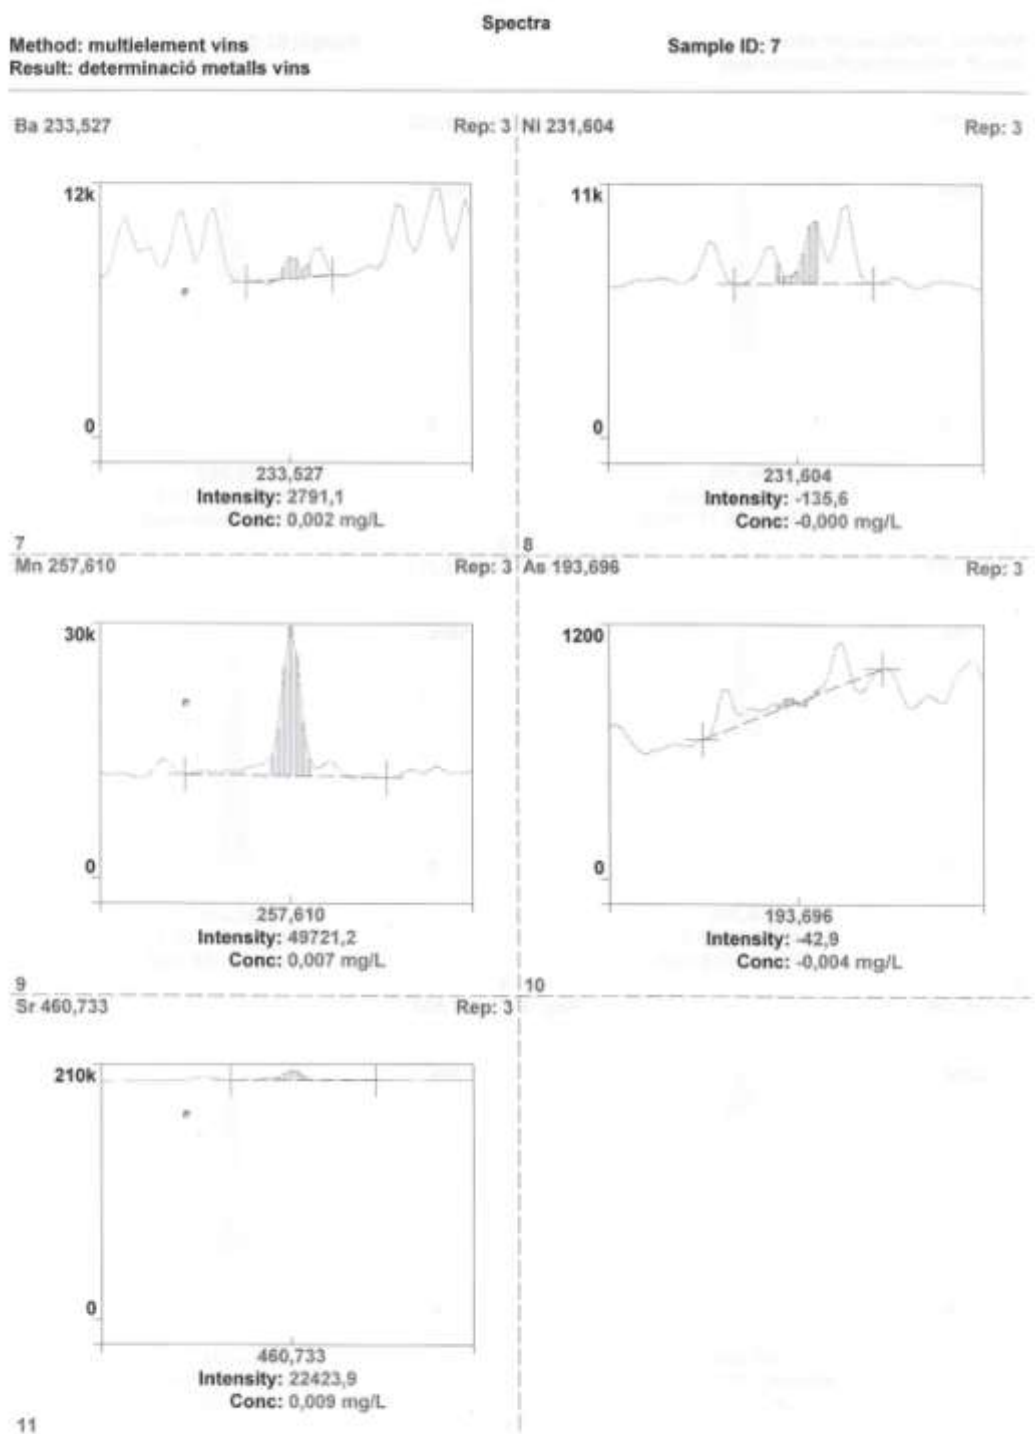 Spectra
Method: multielement vins
Sample ID: 7
Result: determinació metalls vins
Ba 233,527
Rep: 3
12k
0
233,527
Intensity: 2791,1
Conc: 0,002 mg/L
7
Ni 231,604
Rep: 3
11k
0
231,604
Intensity: -135,6
Conc: -0,000 mg/L
8
Mn 257,610
Rep: 3
30k
0
257,610
Intensity: 49721,2
Conc: 0,007 mg/L
9
As 193,696
Rep: 3
1200
0
193,696
Intensity: -42,9
Conc: -0,004 mg/L
10
Sr 460,733
Rep: 3
210k
0
460,733
Intensity: 22423,9
Conc: 0,009 mg/L
11